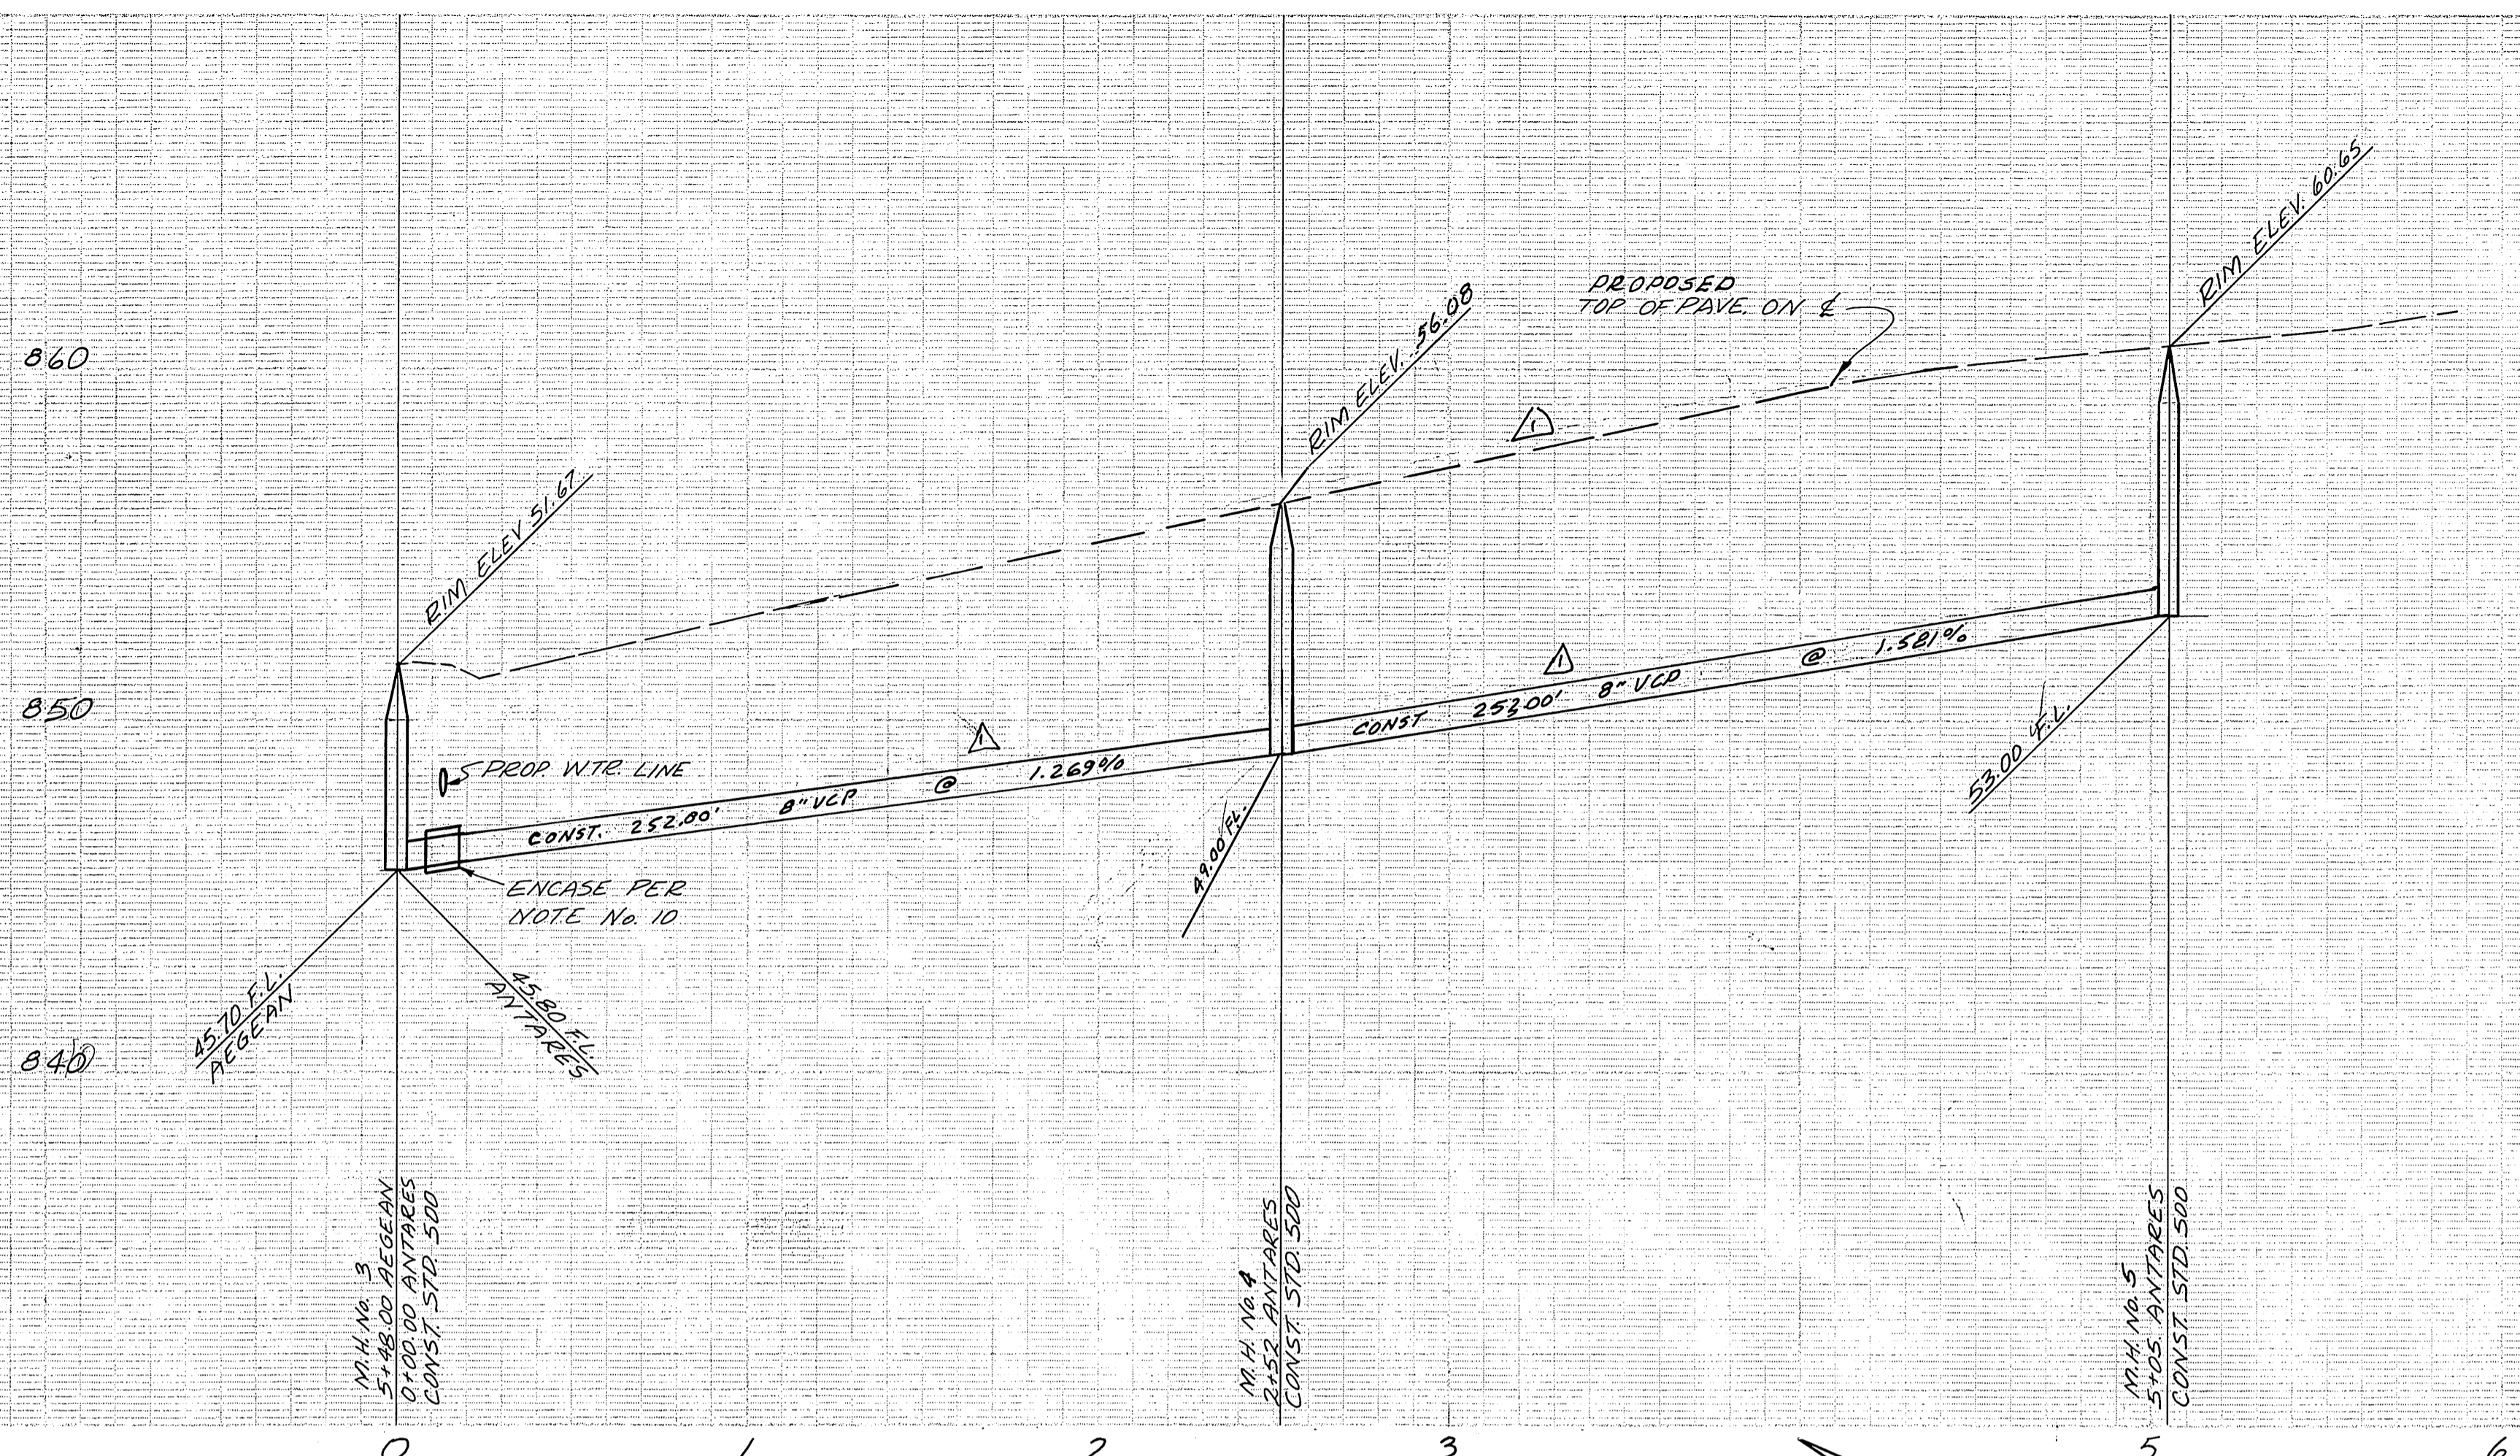 RIM ELEV. 60.65
PROPOSED
TOP OF PAVE. ON ℄
RIM ELEV. 56.08
860
1
RIM ELEV 51.67
1.581%
@
1
8" VCP
253.00'
CONST
850
53.00 F.L.
1
PROP WTR. LINE
CONST. 252.00' 8" VCP @ 1.269%
49.00 F.L.
ENCASE PER
NOTE No. 10
45.70 F.L.
AEGEAN
45.80 F.L.
ANTARES
840
M.H. No. 3
5+48.00 AEGEAN
0+00.00 ANTARES
CONST. STD. 500
M.H. No. 4
2+52 ANTARES
CONST. STD. 500
M.H. No. 5
5+05 ANTARES
CONST. STD. 500
0 1 2 3 5 6